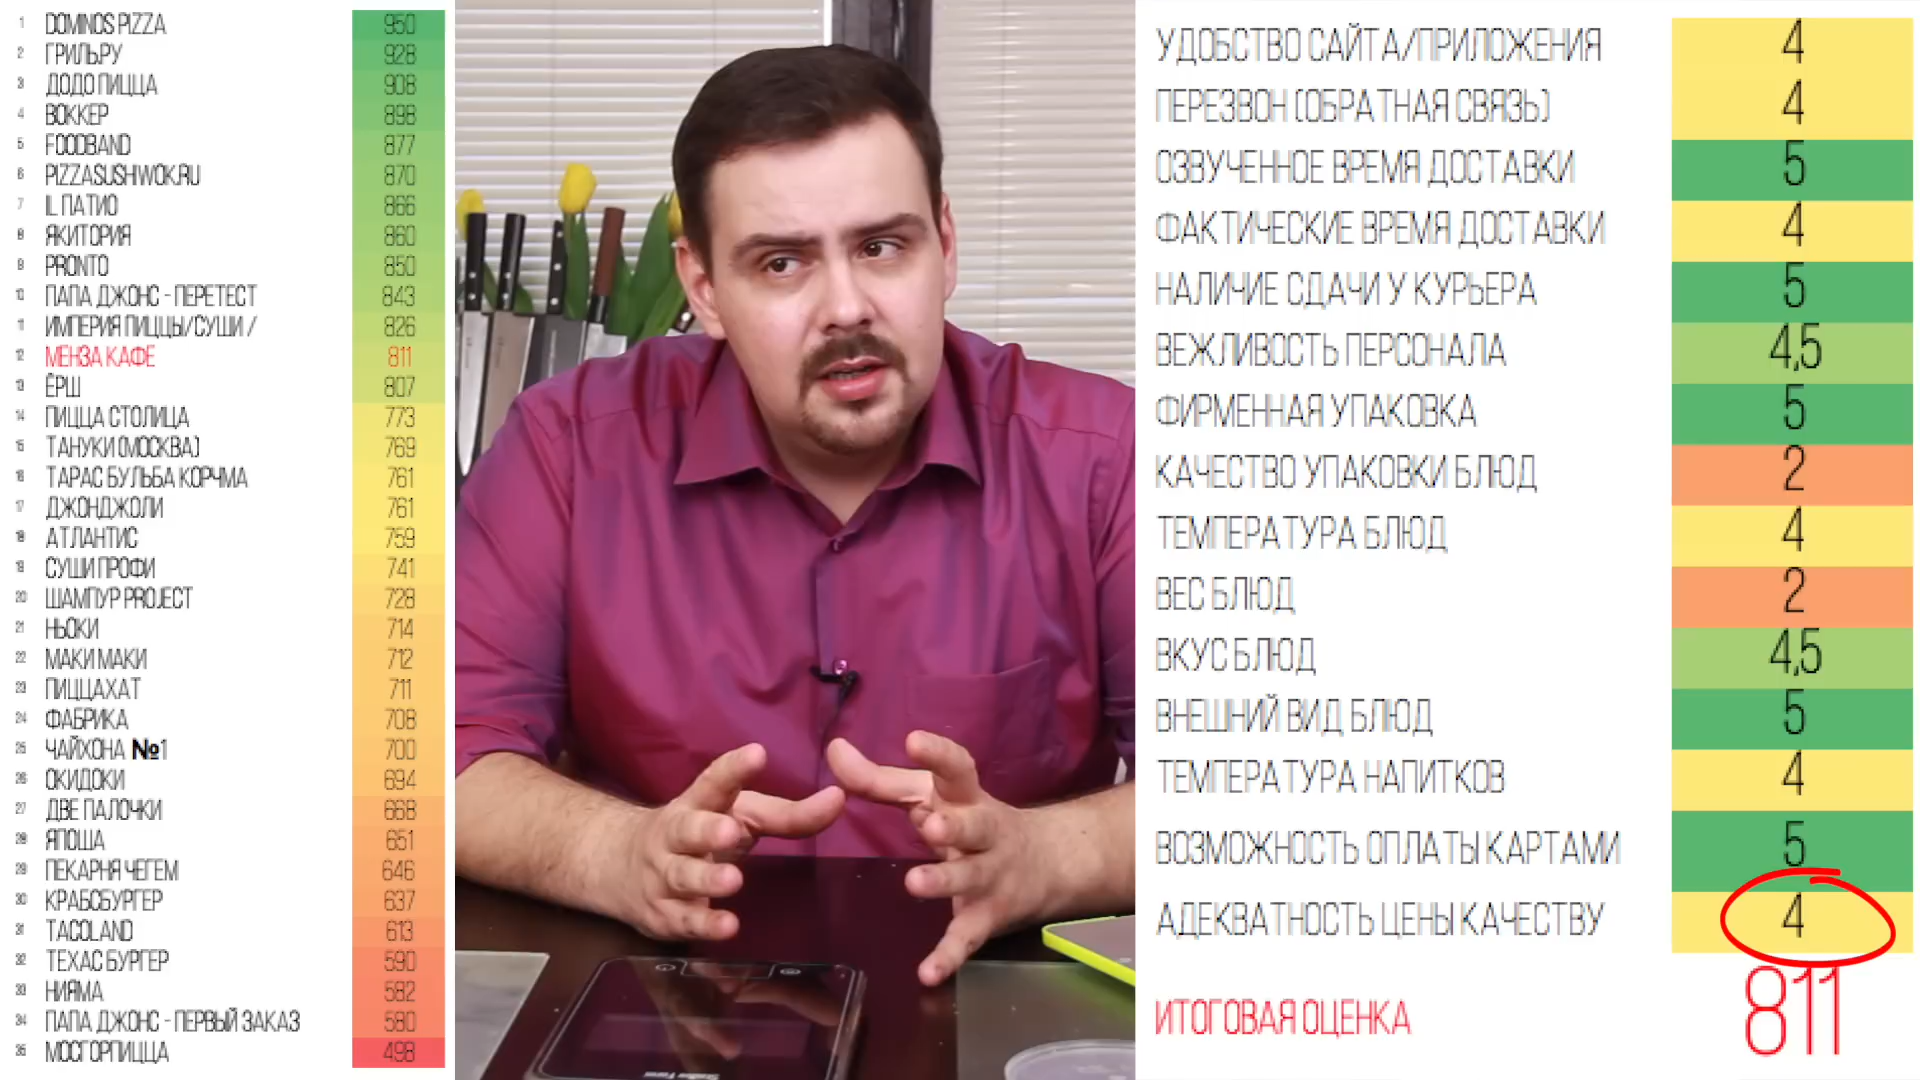 1 DOMINOS PIZZA 950
2 ГРИЛЬ.РУ 928
3 ДОДО ПИЦЦА 908
4 ВОККЕР 898
5 FOODBAND 877
6 PIZZASUSHIWOK.RU 870
7 IL ПАТИО 866
8 ЯКИТОРИЯ 860
9 PRONTO 850
10 ПАПА ДЖОНС - ПЕРЕТЕСТ 843
11 ИМПЕРИЯ ПИЦЦЫ/СУШИ / 826
12 МЕНЗА КАФЕ 811
13 ЁРШ 807
14 ПИЦЦА СТОЛИЦА 773
15 ТАНУКИ (МОСКВА) 769
16 ТАРАС БУЛЬБА КОРЧМА 761
17 ДЖОНДЖОЛИ 761
18 АТЛАНТИС 759
19 СУШИ ПРОФИ 741
20 ШАМПУР PROJECT 728
21 НЬОКИ 714
22 МАКИ МАКИ 712
23 ПИЦЦАХАТ 711
24 ФАБРИКА 708
25 ЧАЙХОНА №1 700
26 ОКИДОКИ 694
27 ДВЕ ПАЛОЧКИ 668
28 ЯПОША 651
29 ПЕКАРНЯ ЧЕГЕМ 646
30 КРАБСБУРГЕР 637
31 TACOLAND 613
32 ТЕХАС БУРГЕР 590
33 НИЯМА 582
34 ПАПА ДЖОНС - ПЕРВЫЙ ЗАКАЗ 580
35 МОСГОРПИЦЦА 498
УДОБСТВО САЙТА/ПРИЛОЖЕНИЯ 4
ПЕРЕЗВОН (ОБРАТНАЯ СВЯЗЬ) 4
ОЗВУЧЕННОЕ ВРЕМЯ ДОСТАВКИ 5
ФАКТИЧЕСКИЕ ВРЕМЯ ДОСТАВКИ 4
НАЛИЧИЕ СДАЧИ У КУРЬЕРА 5
ВЕЖЛИВОСТЬ ПЕРСОНАЛА 4,5
ФИРМЕННАЯ УПАКОВКА 5
КАЧЕСТВО УПАКОВКИ БЛЮД 2
ТЕМПЕРАТУРА БЛЮД 4
ВЕС БЛЮД 2
ВКУС БЛЮД 4,5
ВНЕШНИЙ ВИД БЛЮД 5
ТЕМПЕРАТУРА НАПИТКОВ 4
ВОЗМОЖНОСТЬ ОПЛАТЫ КАРТАМИ 5
АДЕКВАТНОСТЬ ЦЕНЫ КАЧЕСТВУ 4
ИТОГОВАЯ ОЦЕНКА 811